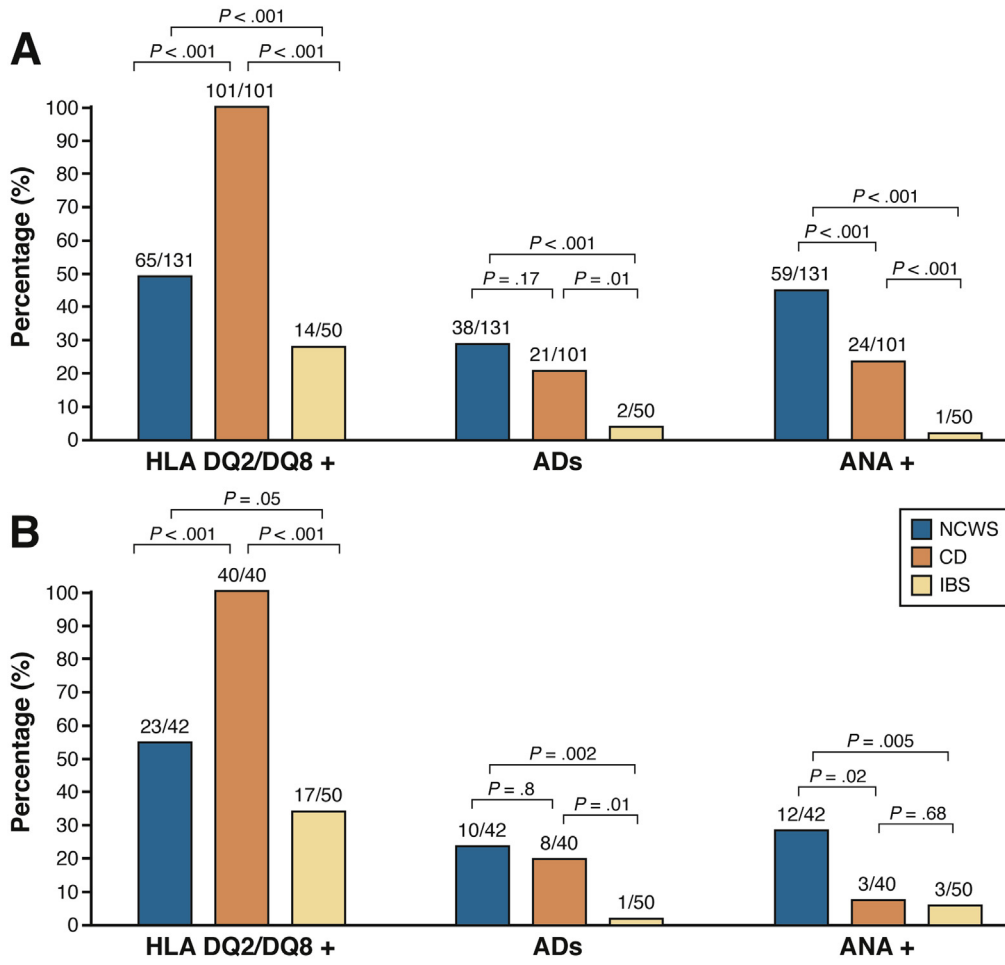 A
P < .001
P < .001 P < .001
101/101
65/131
14/50
P < .001
P = .17 P = .01
38/131
21/101
2/50
P < .001
P < .001
P < .001
59/131
24/101
1/50
Percentage (%)
100
90
80
70
60
50
40
30
20
10
0
HLA DQ2/DQ8 + ADs ANA +
B
P = .05
P < .001 P < .001
40/40
23/42
17/50
P = .002
P = .8
P = .01
10/42
8/40
1/50
P = .005
P = .02
P = .68
12/42
3/40
3/50
NCWS
CD
IBS
Percentage (%)
100
90
80
70
60
50
40
30
20
10
0
HLA DQ2/DQ8 + ADs ANA +